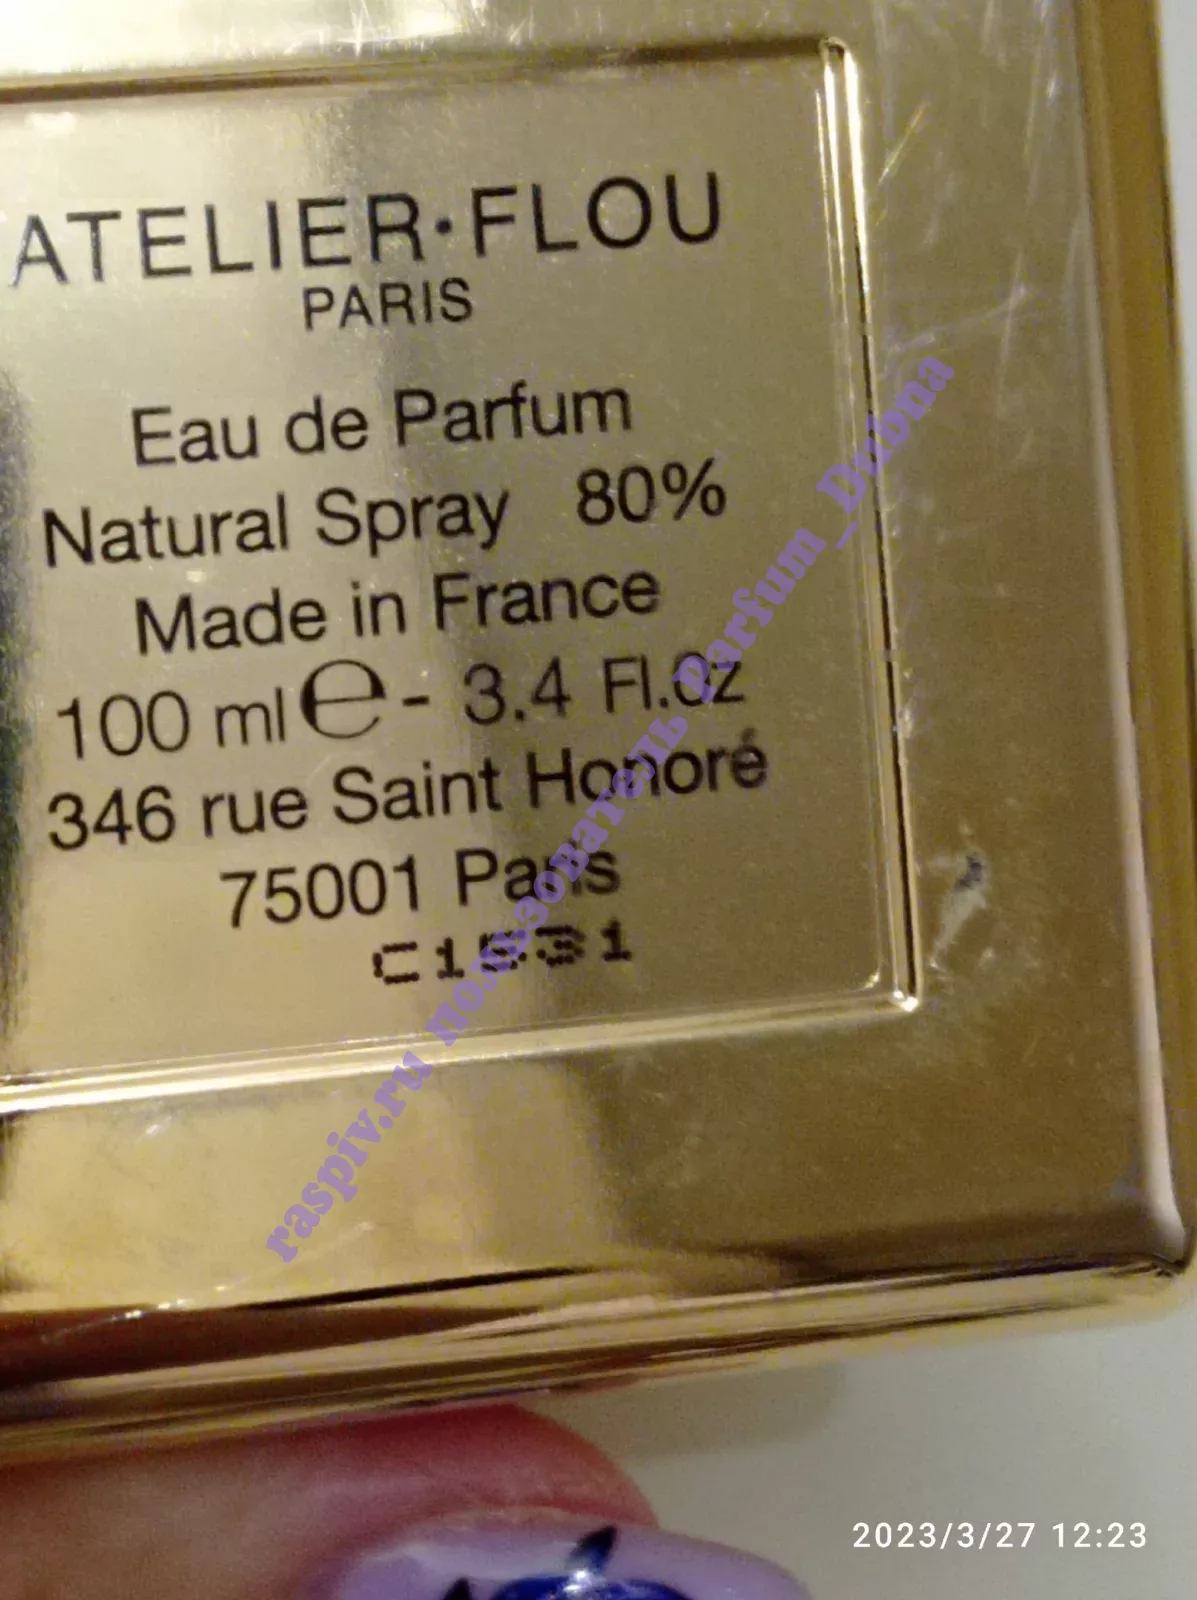 ATELIER·FLOU
PARIS
Eau de Parfum
Natural Spray 80%
Made in France
100 ml ℮ - 3.4 Fl.Oz
346 rue Saint Honoré
75001 Paris
C1531
raspiv.ru пользователь Parfum_Dubna
2023/3/27 12:23